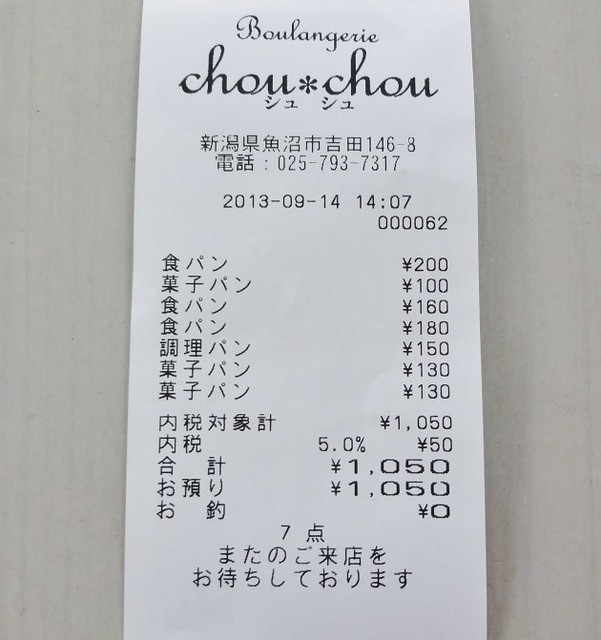 Boulangerie
chou*chou
シュ シュ
新潟県魚沼市吉田146-8
電話:025-793-7317
2013-09-14 14:07
000062
食パン ¥200
菓子パン ¥100
食パン ¥160
食パン ¥180
調理パン ¥150
菓子パン ¥130
菓子パン ¥130
内税対象計 ¥1,050
内税 5.0% ¥50
合 計 ¥1,050
お預り ¥1,050
お 釣 ¥0
7 点
またのご来店を
お待ちしております